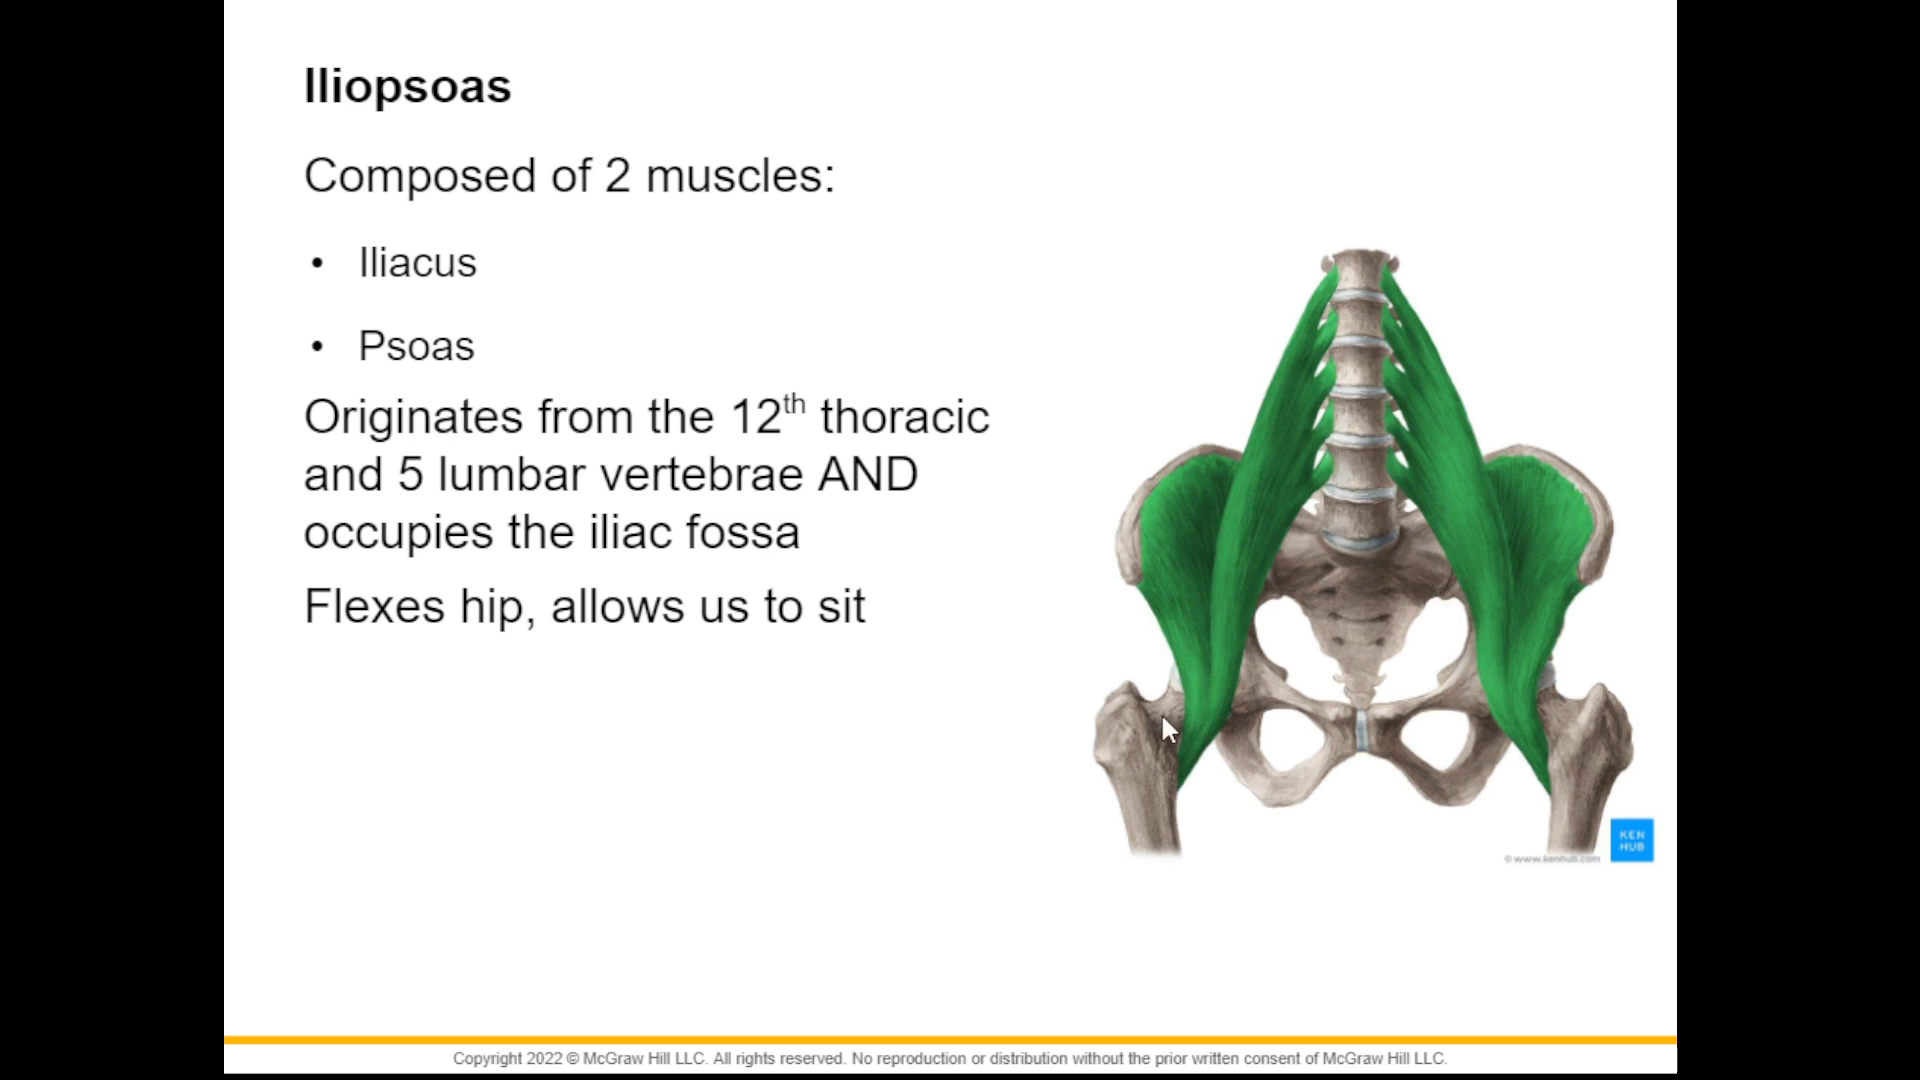 Iliopsoas
Composed of 2 muscles:
• Iliacus
• Psoas
Originates from the 12th thoracic
and 5 lumbar vertebrae AND
occupies the iliac fossa
Flexes hip, allows us to sit
KEN
HUB
© www.kenhub.com
Copyright 2022 © McGraw Hill LLC. All rights reserved. No reproduction or distribution without the prior written consent of McGraw Hill LLC.